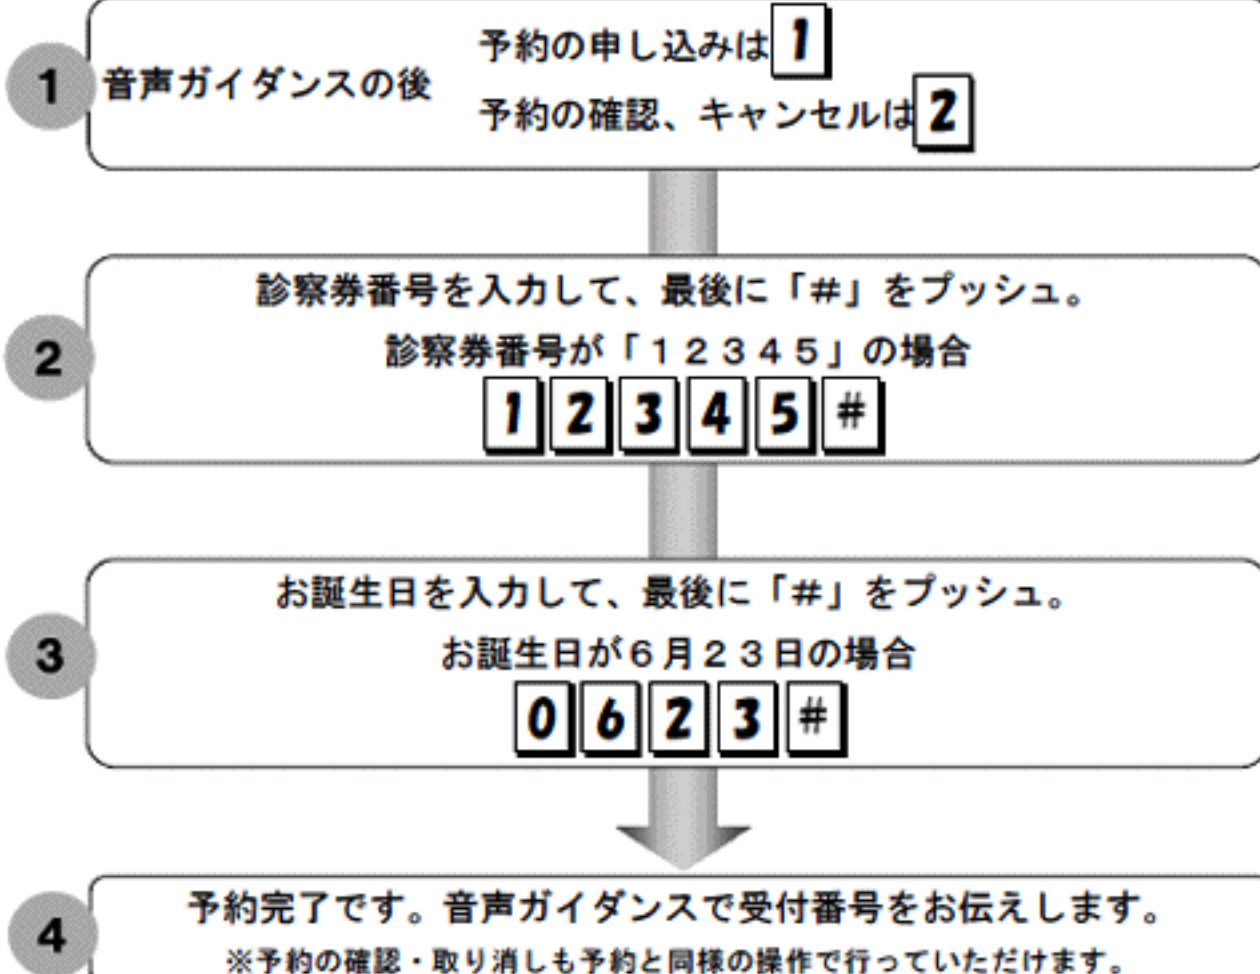 1
音声ガイダンスの後
予約の申し込みは 1
予約の確認、キャンセルは 2
2
診察券番号を入力して、最後に「＃」をプッシュ。
診察券番号が「１２３４５」の場合
1 2 3 4 5 #
3
お誕生日を入力して、最後に「＃」をプッシュ。
お誕生日が６月２３日の場合
0 6 2 3 #
4
予約完了です。音声ガイダンスで受付番号をお伝えします。
※予約の確認・取り消しも予約と同様の操作で行っていただけます。